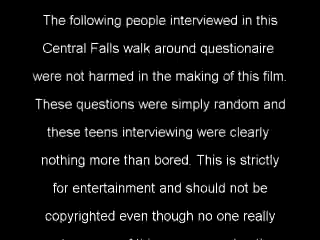 The following people interviewed in this
Central Falls walk around questionaire
were not harmed in the making of this film.
These questions were simply random and
these teens interviewing were clearly
nothing more than bored. This is strictly
for entertainment and should not be
copyrighted even though no one really